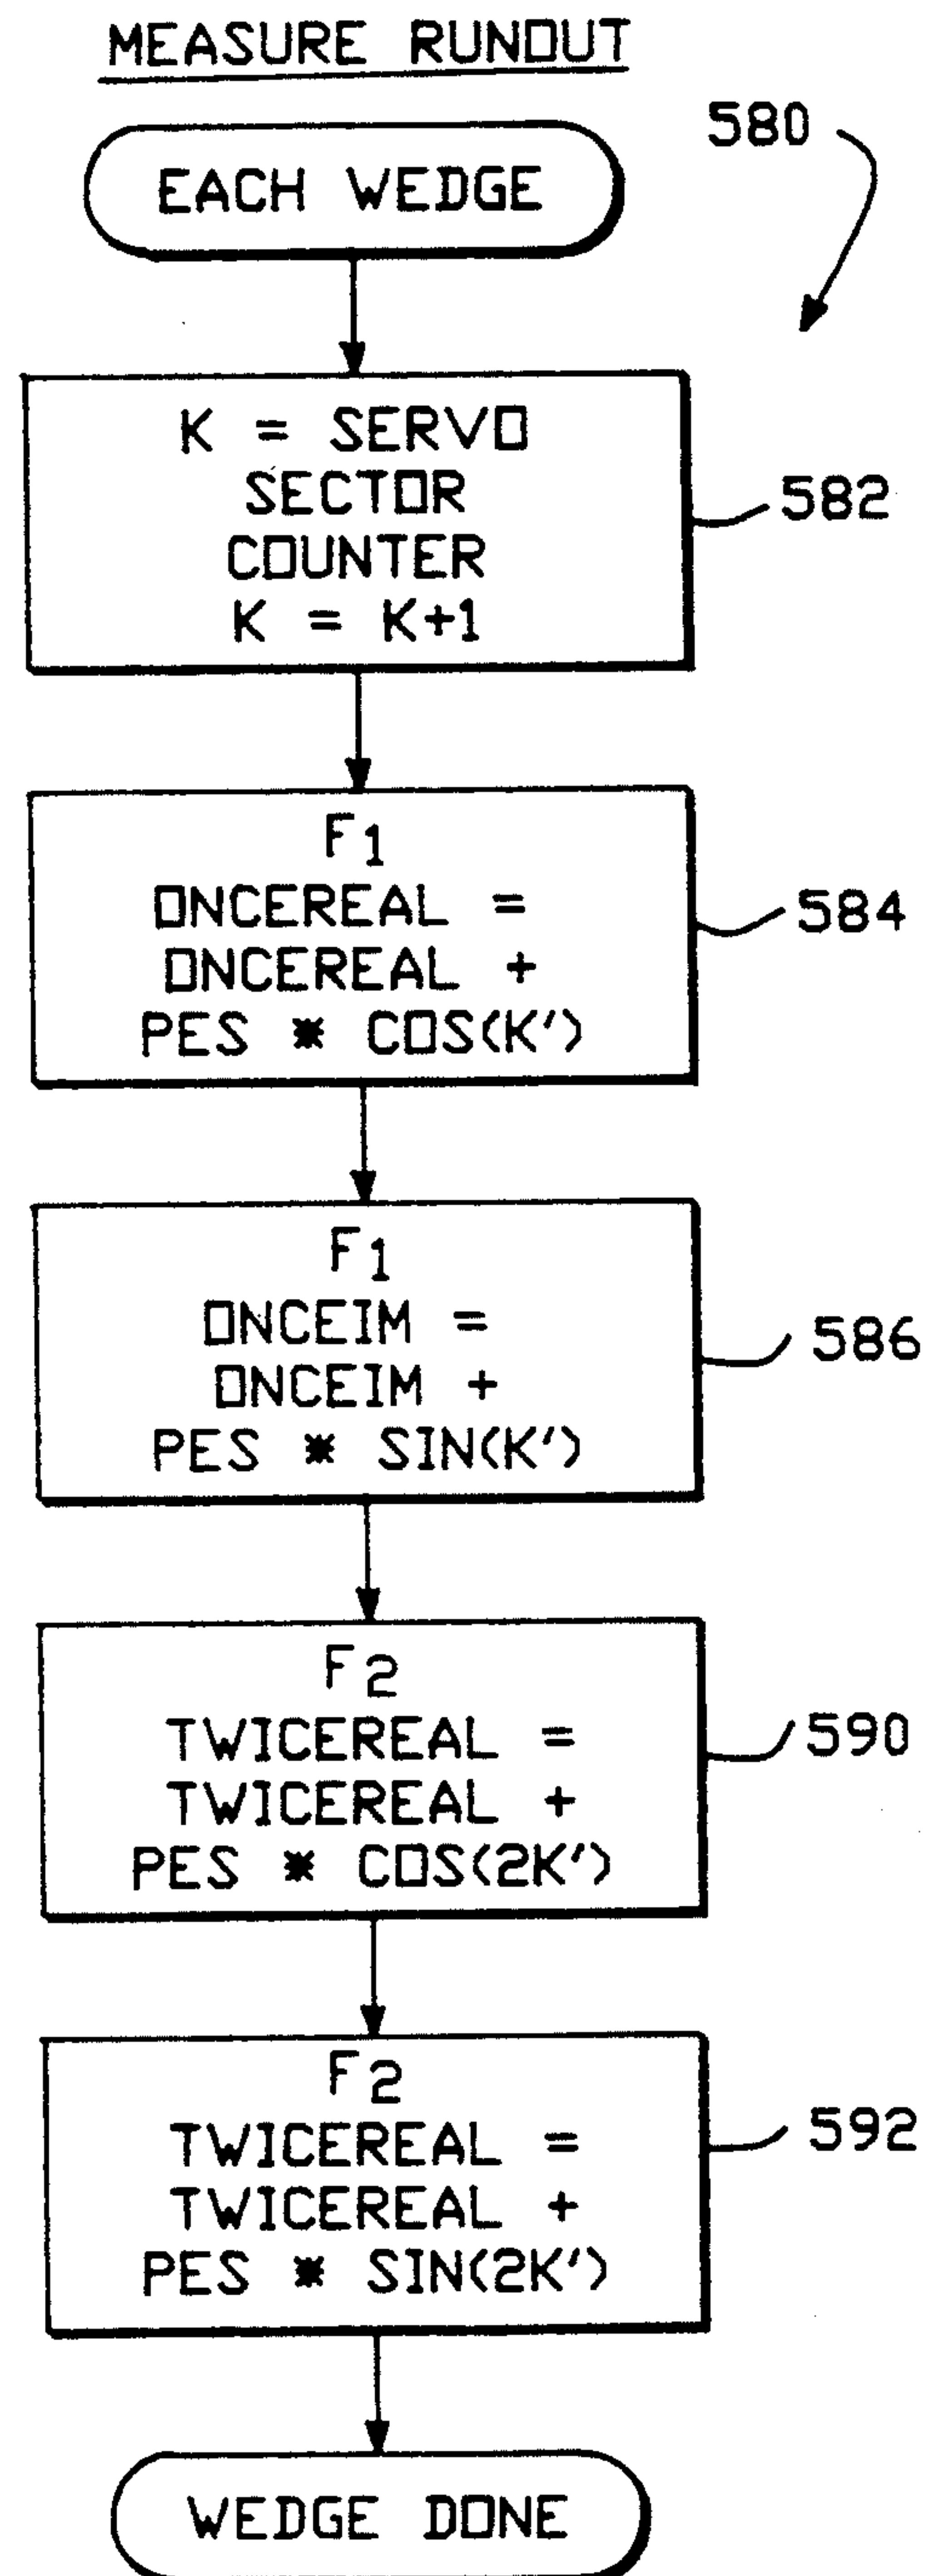 MEASURE RUNOUT
580
EACH WEDGE
K = SERVO
SECTOR
COUNTER
K = K+1
582
F1
ONCEREAL =
ONCEREAL +
PES * COS(K')
584
F1
ONCEIM =
ONCEIM +
PES * SIN(K')
586
F2
TWICEREAL =
TWICEREAL +
PES * COS(2K')
590
F2
TWICEREAL =
TWICEREAL +
PES * SIN(2K')
592
WEDGE DONE